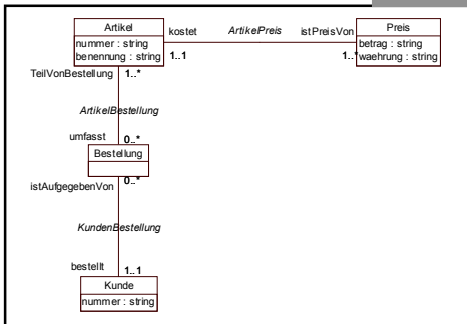 Artikel
nummer : string
benennung : string
kostet
ArtikelPreis
istPreisVon
1..1
1..*
Preis
betrag : string
waehrung : string
TeilVonBestellung
1..*
ArtikelBestellung
umfasst
0..*
Bestellung
istAufgegebenVon
0..*
KundenBestellung
bestellt
1..1
Kunde
nummer : string